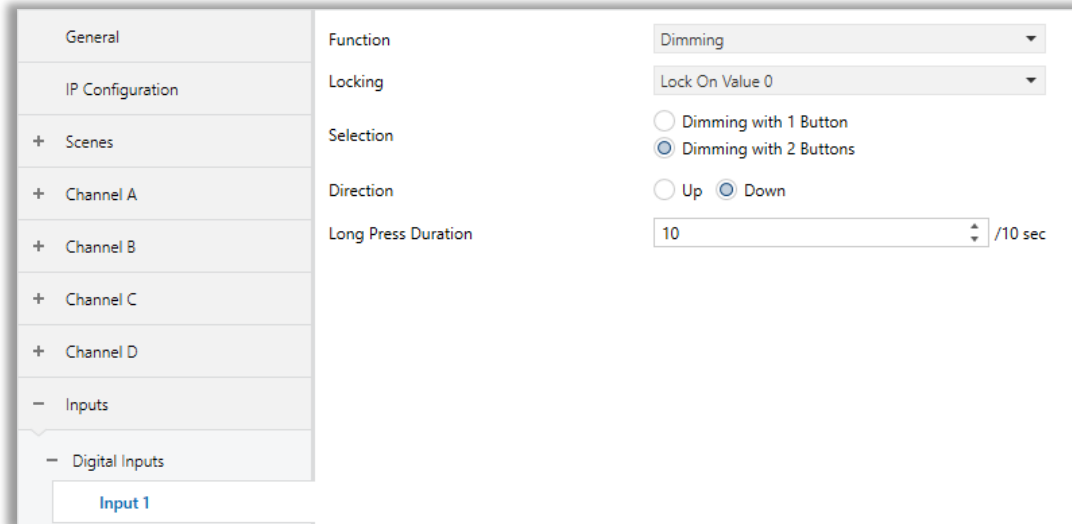 General
IP Configuration
+ Scenes
+ Channel A
+ Channel B
+ Channel C
+ Channel D
− Inputs
− Digital Inputs
Input 1
Function Dimming
Locking Lock On Value 0
Selection Dimming with 1 Button
Dimming with 2 Buttons
Direction Up Down
Long Press Duration 10 /10 sec